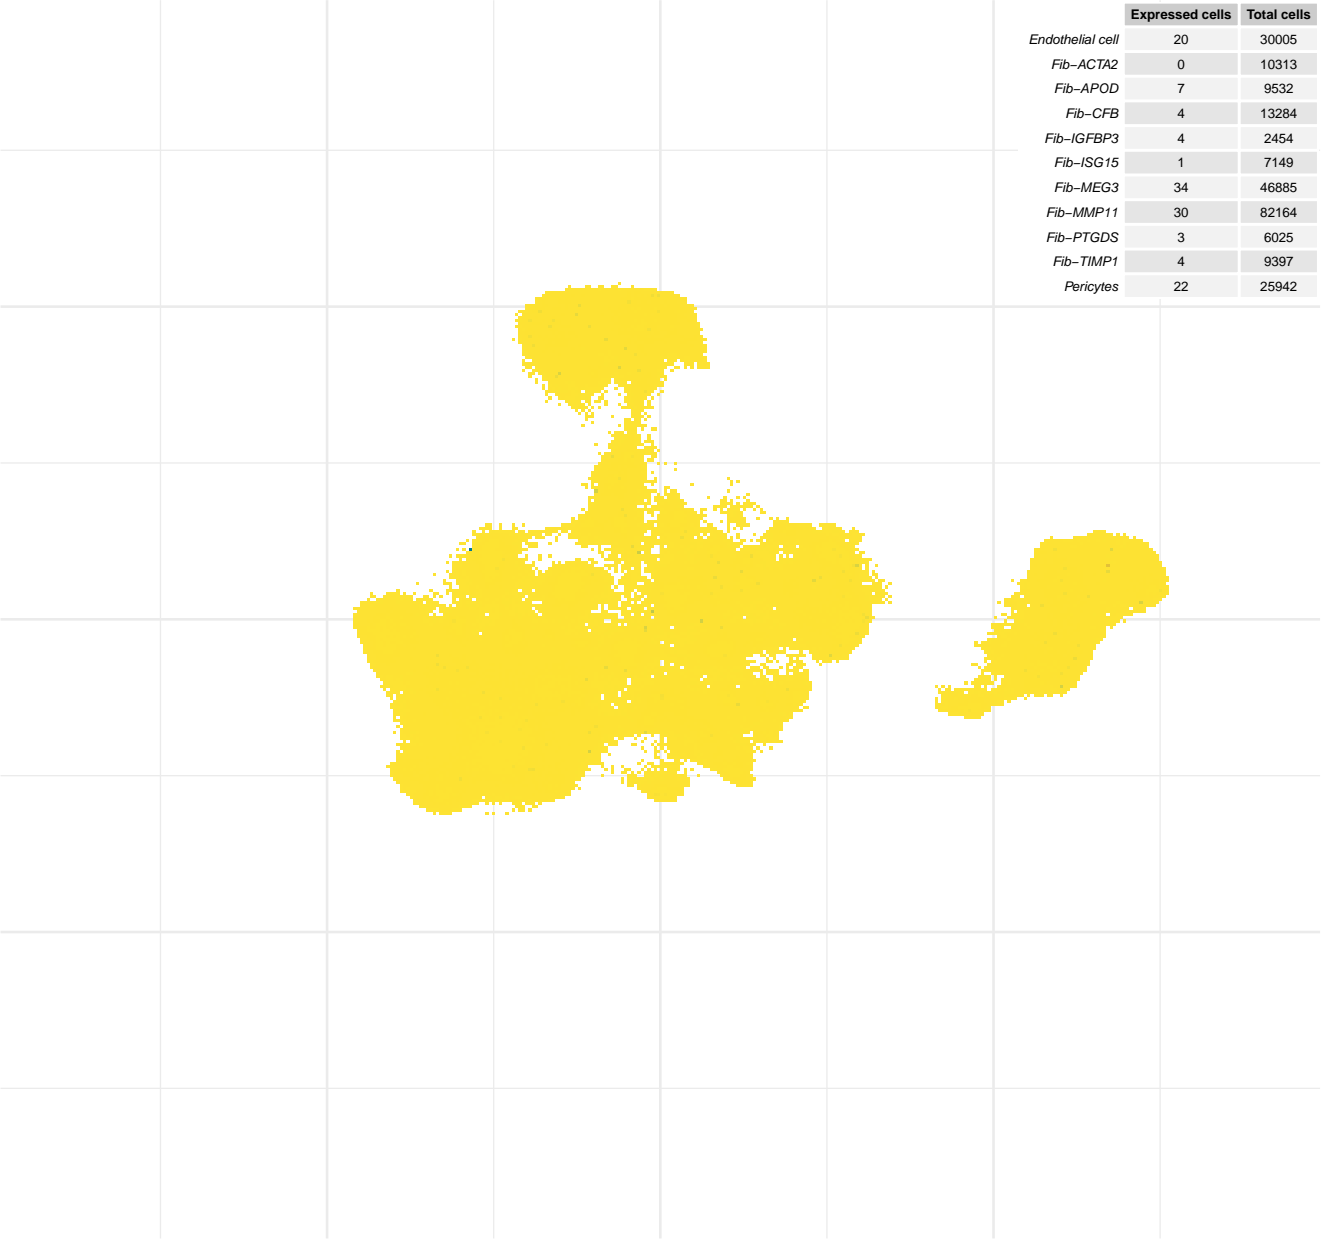 Expressed cells Total cells
Endothelial cell 20 30005
Fib−ACTA2 0 10313
Fib−APOD 7 9532
Fib−CFB 4 13284
Fib−IGFBP3 4 2454
Fib−ISG15 1 7149
Fib−MEG3 34 46885
Fib−MMP11 30 82164
Fib−PTGDS 3 6025
Fib−TIMP1 4 9397
Pericytes 22 25942